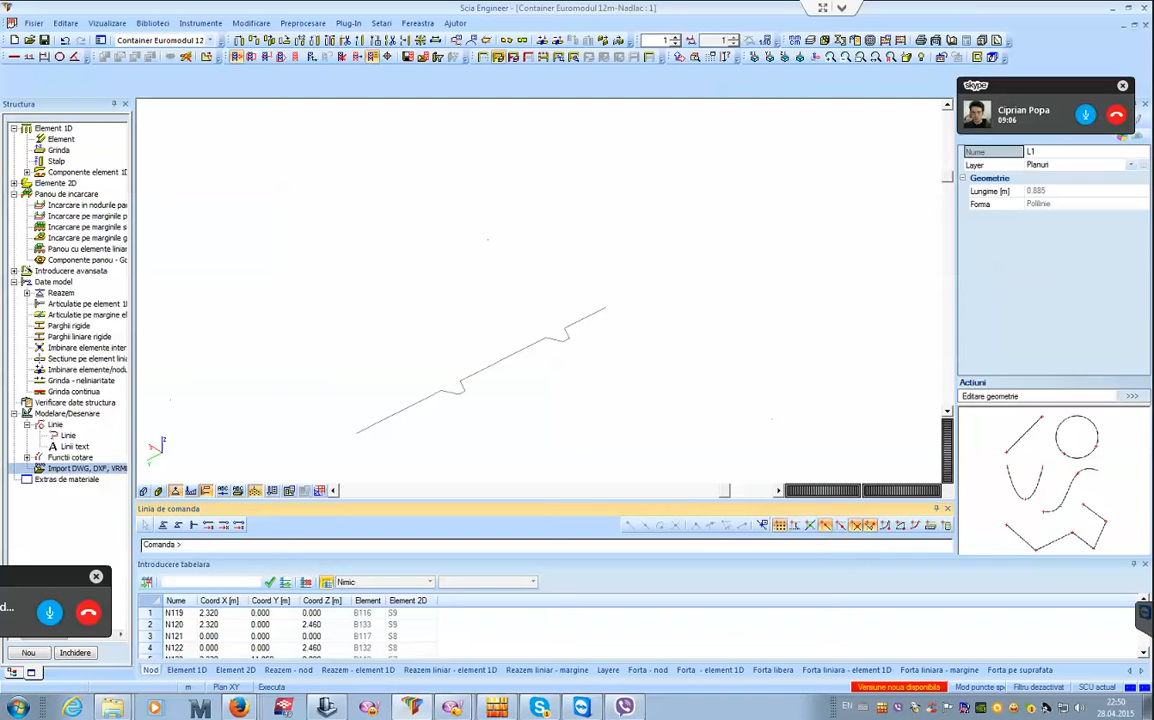 Scia Engineer - [Container Euromodul 12m-Nadlac : 1]
Fisier Editare Vizualizare Biblioteci Instrumente Modificare Preprocesare Plug-In Setari Fereastra Ajutor
Container Euromodul 12
1 1
Structura
Element 1D
Element
Grinda
Stalp
Componente element 1D
Elemente 2D
Panou de incarcare
Incarcare in nodurile pa
Incarcare pe marginile p
Incarcare pe marginile s
Incarcare pe marginile g
Panou cu elemente liniar
Componente panou - Gc
Introducere avansata
Date model
Reazem
Articulatie pe element 1
Articulatie pe margine el
Parghii rigide
Parghii liniare rigide
Imbinare elemente inter
Sectiune pe element linia
Imbinare elemente/nodu
Grinda - neliniaritate
Grinda continua
Verificare date structura
Modelare/Desenare
Linie
Linie
Linii text
Functii cotare
Import DWG, DXF, VRMI
Extras de materiale
Nou Inchidere
d...
skype
Ciprian Popa
09:06
Nume L1
Layer Planuri
Geometrie
Lungime [m] 0.885
Forma Polilinie
Actiuni
Editare geometrie >>>
Linia de comanda
Comanda >
Introducere tabelara
Nimic
Nume Coord X [m] Coord Y [m] Coord Z [m] Element Element 2D
1 N119 2.320 0.000 0.000 B116 S9
2 N120 2.320 0.000 2.460 B133 S9
3 N121 0.000 0.000 0.000 B117 S8
4 N122 0.000 0.000 2.460 B132 S8
Nod Element 1D Element 2D Reazem - nod Reazem - element 1D Reazem liniar - element 1D Reazem liniar - margine Layere Forta - nod Forta - element 1D Forta libera Forta liniara - element 1D Forta liniara - margine Forta pe suprafata
m Plan XY Executa Versiune noua disponibila Mod puncte sp Filtru dezactivat SCU actual
EN
22:50
28.04.2015